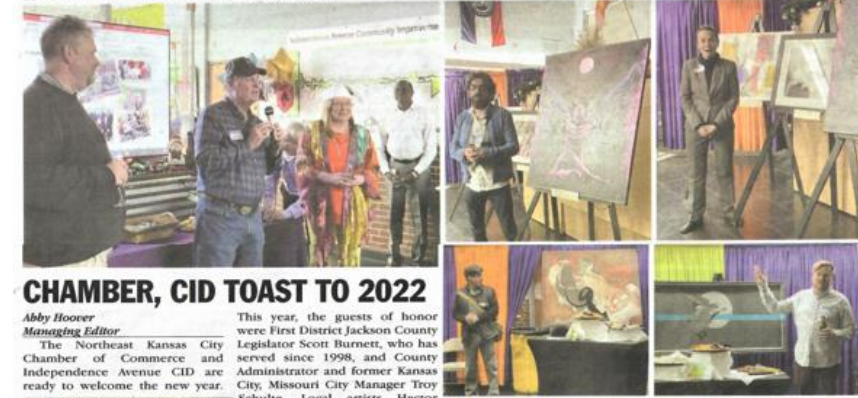 CHAMBER, CID TOAST TO 2022
Abby Hoover
Managing Editor
The Northeast Kansas City
Chamber of Commerce and
Independence Avenue CID are
ready to welcome the new year.
This year, the guests of honor
were First District Jackson County
Legislator Scott Burnett, who has
served since 1998, and County
Administrator and former Kansas
City, Missouri City Manager Troy
Schulte. Local artists Hector